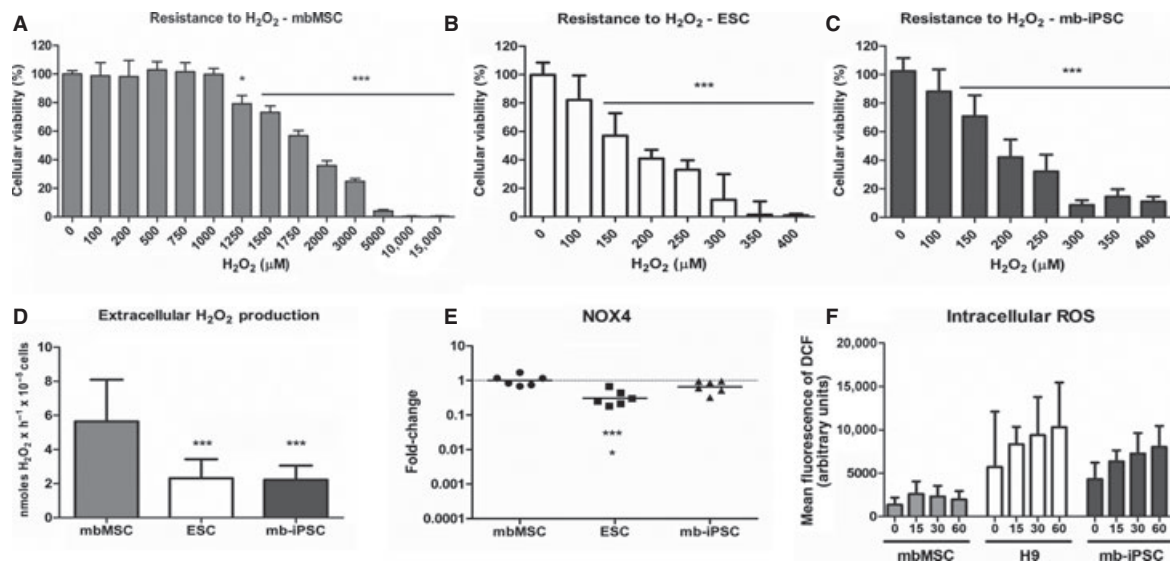 A
Resistance to H₂O₂ - mbMSC
Cellular viability (%)
120
100
80
60
40
20
0
*
***
0 100 200 500 750 1000 1250 1500 1750 2000 3000 5000 10,000 15,000
H₂O₂ (μM)
B
Resistance to H₂O₂ - ESC
Cellular viability (%)
120
100
80
60
40
20
0
***
0 100 150 200 250 300 350 400
H₂O₂ (μM)
C
Resistance to H₂O₂ - mb-iPSC
Cellular viability (%)
120
100
80
60
40
20
0
***
0 100 150 200 250 300 350 400
H₂O₂ (μM)
D
Extracellular H₂O₂ production
nmoles H₂O₂ x h⁻¹ x 10⁻⁵ cells
10
8
6
4
2
0
*** ***
mbMSC ESC mb-iPSC
E
NOX4
Fold-change
10
1
0.1
0.01
0.001
0.0001
***
*
mbMSC ESC mb-iPSC
F
Intracellular ROS
Mean fluorescence of DCF
(arbitrary units)
20,000
15,000
10,000
5000
0
0 15 30 60 0 15 30 60 0 15 30 60
mbMSC H9 mb-iPSC